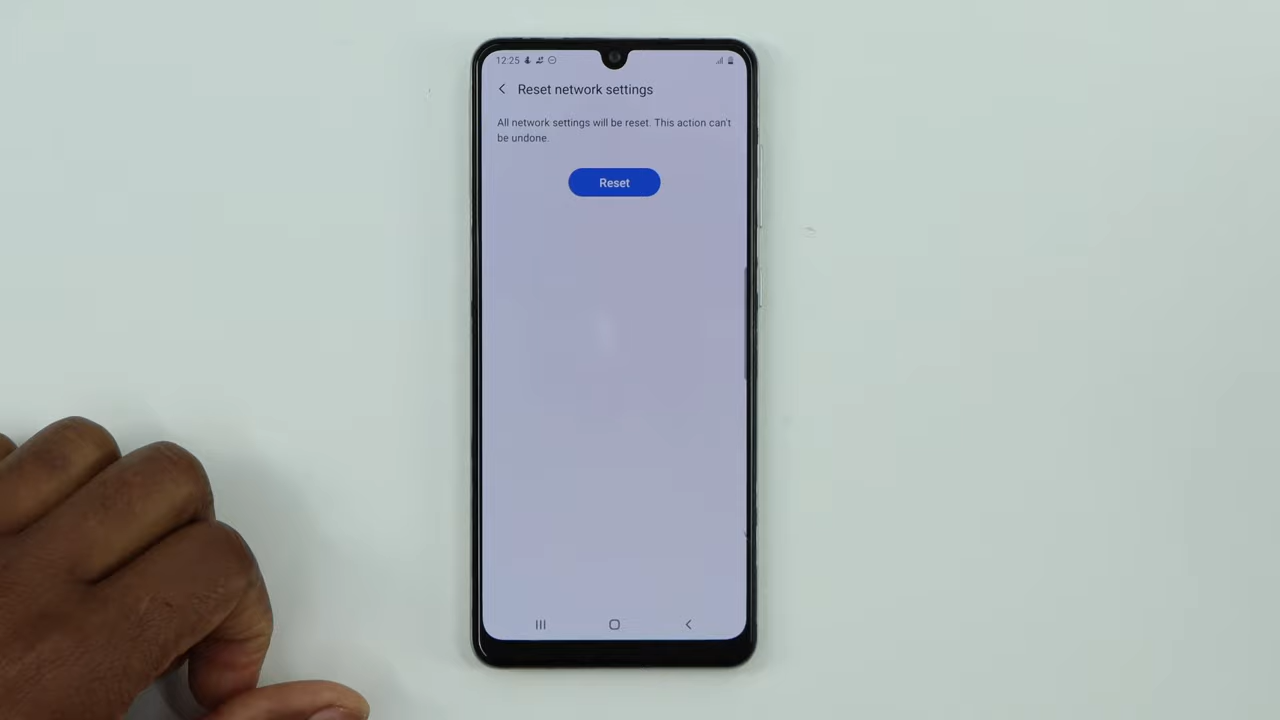 12:25
Reset network settings
All network settings will be reset. This action can't
be undone.
Reset